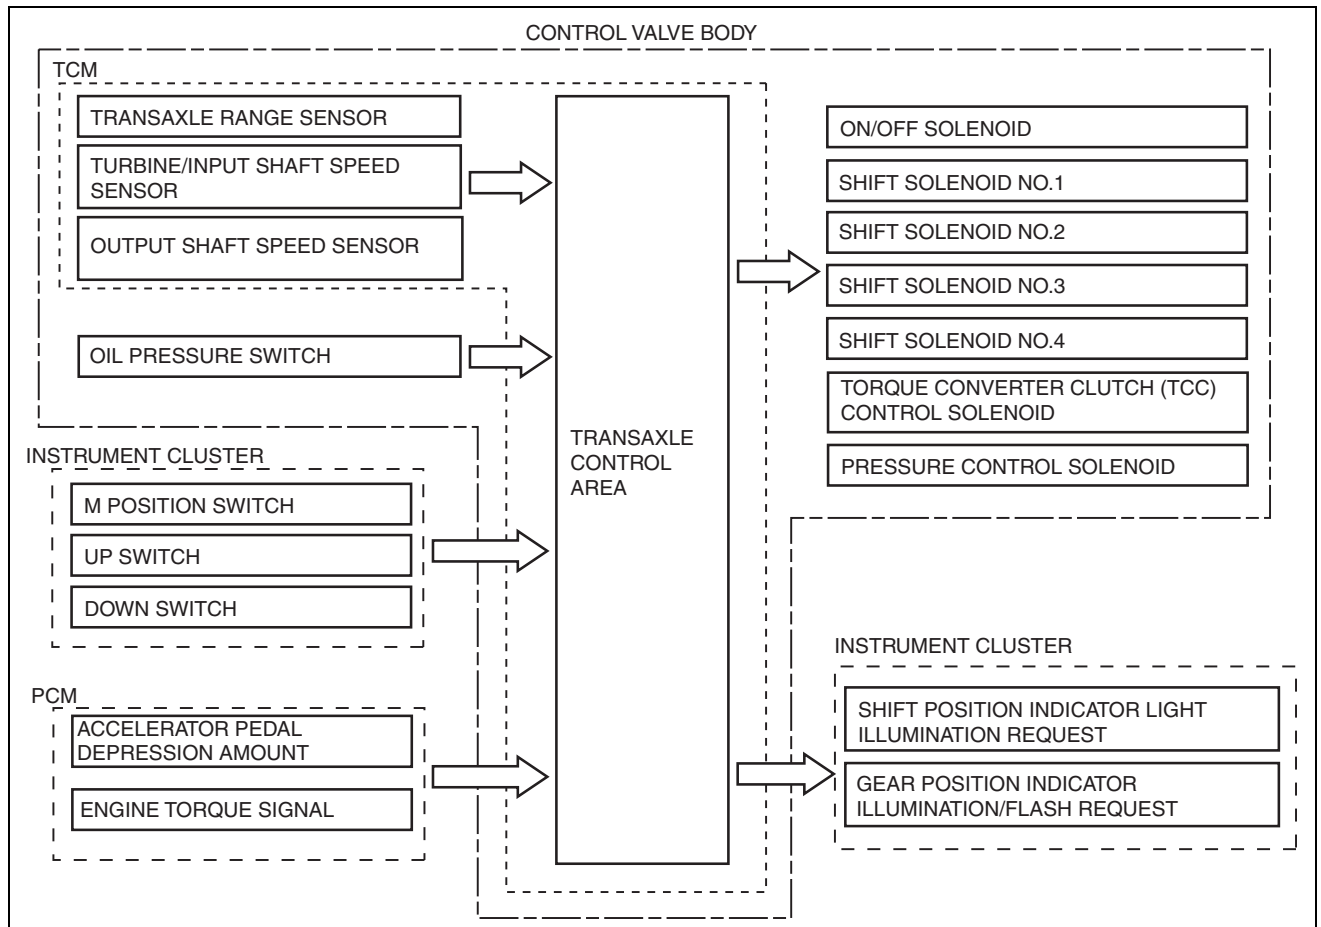 CONTROL VALVE BODY
TCM
TRANSAXLE RANGE SENSOR
TURBINE/INPUT SHAFT SPEED
SENSOR
OUTPUT SHAFT SPEED SENSOR
OIL PRESSURE SWITCH
INSTRUMENT CLUSTER
M POSITION SWITCH
UP SWITCH
DOWN SWITCH
PCM
ACCELERATOR PEDAL
DEPRESSION AMOUNT
ENGINE TORQUE SIGNAL
TRANSAXLE
CONTROL
AREA
ON/OFF SOLENOID
SHIFT SOLENOID NO.1
SHIFT SOLENOID NO.2
SHIFT SOLENOID NO.3
SHIFT SOLENOID NO.4
TORQUE CONVERTER CLUTCH (TCC)
CONTROL SOLENOID
PRESSURE CONTROL SOLENOID
INSTRUMENT CLUSTER
SHIFT POSITION INDICATOR LIGHT
ILLUMINATION REQUEST
GEAR POSITION INDICATOR
ILLUMINATION/FLASH REQUEST